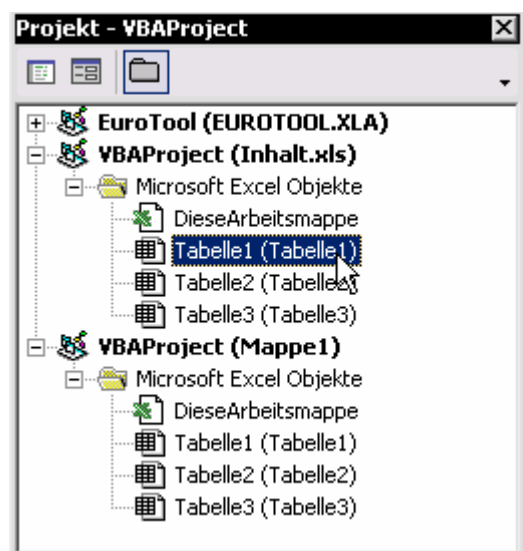 Projekt - VBAProject
EuroTool (EUROTOOL.XLA)
VBAProject (Inhalt.xls)
Microsoft Excel Objekte
DieseArbeitsmappe
Tabelle1 (Tabelle1)
Tabelle2 (Tabelle2)
Tabelle3 (Tabelle3)
VBAProject (Mappe1)
Microsoft Excel Objekte
DieseArbeitsmappe
Tabelle1 (Tabelle1)
Tabelle2 (Tabelle2)
Tabelle3 (Tabelle3)